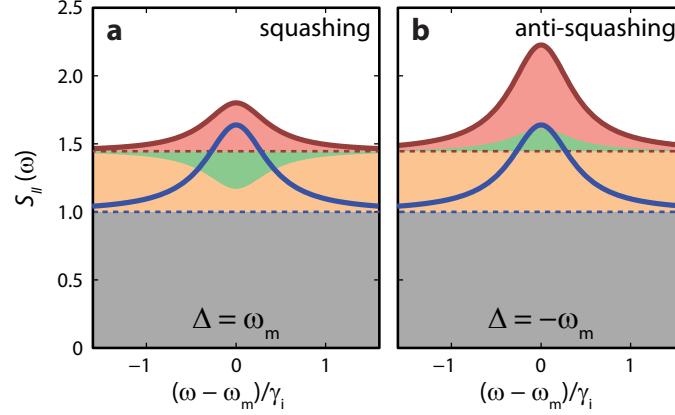 a squashing
b anti-squashing
2.5
2.0
1.5
1.0
0.5
0
S_II (ω)
Δ = ω_m
Δ = −ω_m
−1 0 1
−1 0 1
(ω − ω_m)/γ_i
(ω − ω_m)/γ_i